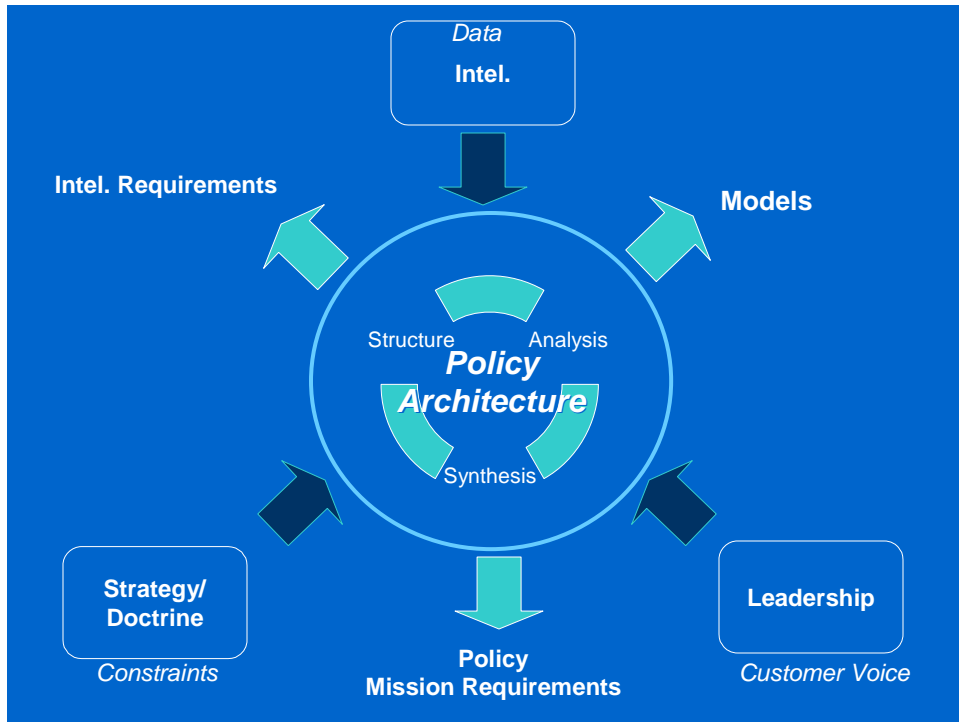 Data
Intel.
Intel. Requirements
Models
Structure
Analysis
Policy
Architecture
Synthesis
Strategy/
Doctrine
Constraints
Leadership
Customer Voice
Policy
Mission Requirements